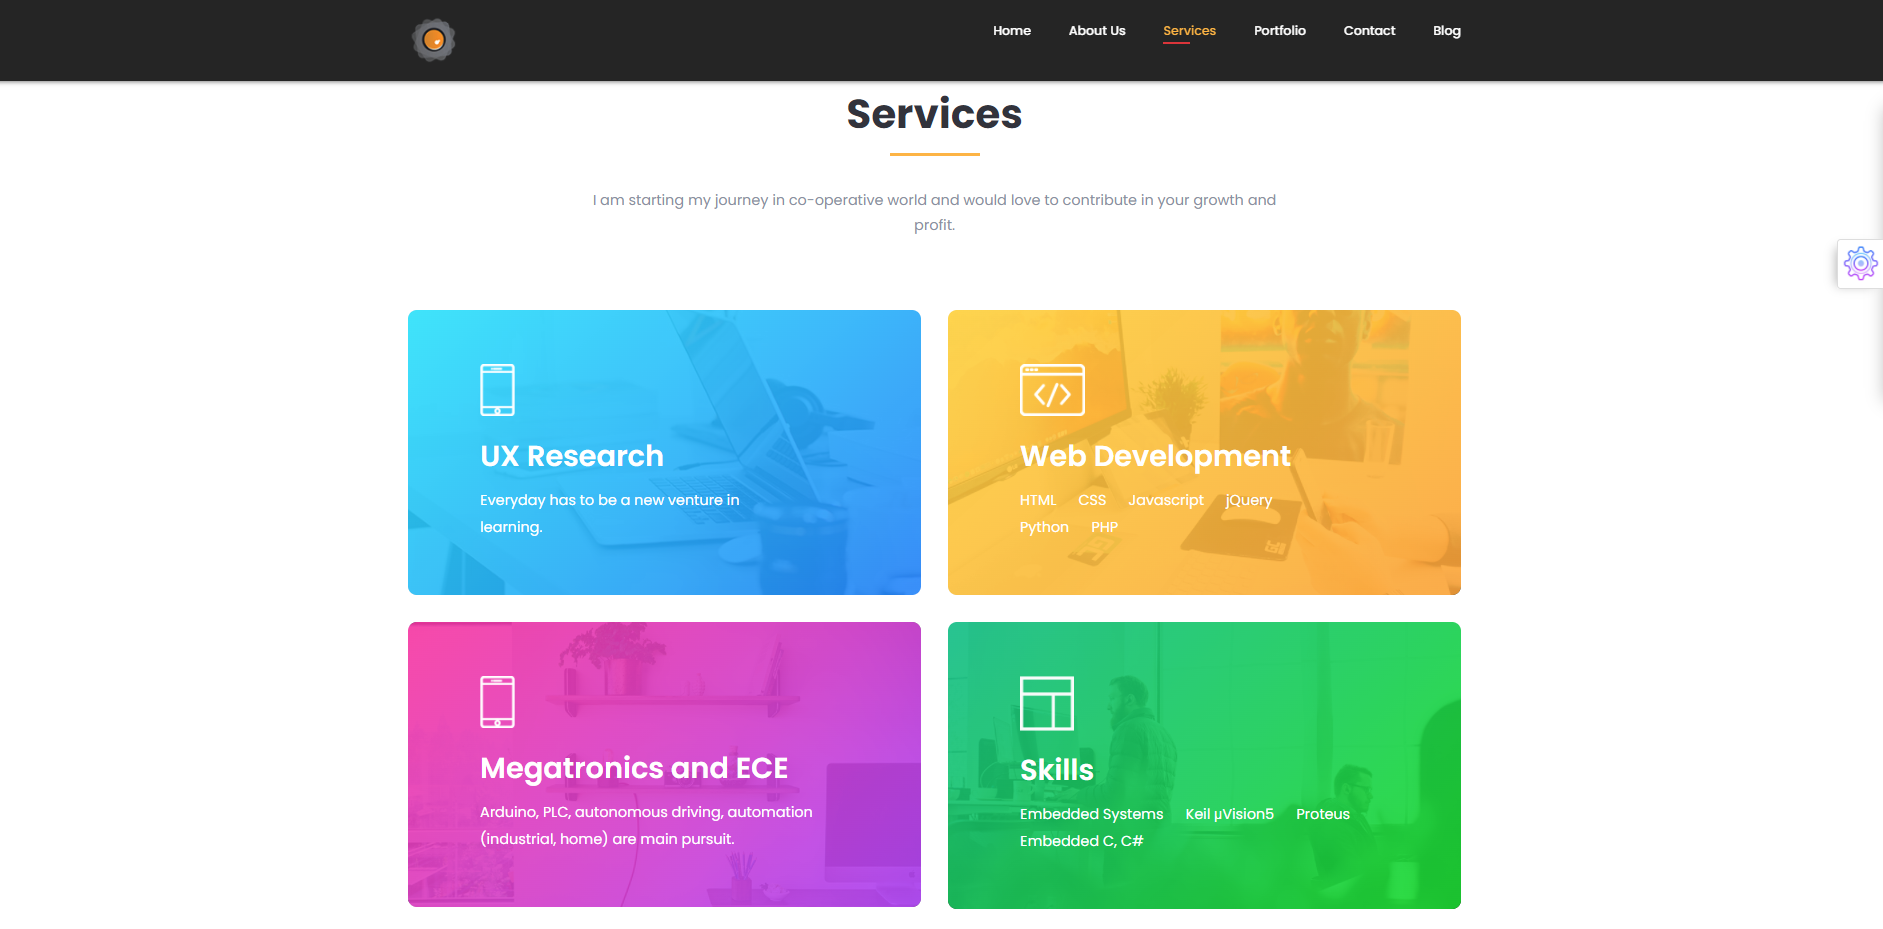 Home About Us Services Portfolio Contact Blog
Services
I am starting my journey in co-operative world and would love to contribute in your growth and
profit.
UX Research
Everyday has to be a new venture in
learning.
Web Development
HTML CSS Javascript jQuery
Python PHP
Megatronics and ECE
Arduino, PLC, autonomous driving, automation
(industrial, home) are main pursuit.
Skills
Embedded Systems Keil µVision5 Proteus
Embedded C, C#